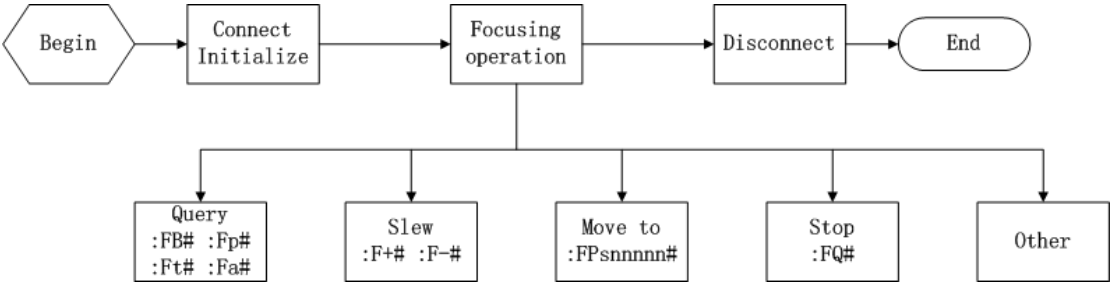 Begin
Connect
Initialize
Focusing
operation
Disconnect
End
Query
:FB# :Fp#
:Ft# :Fa#
Slew
:F+# :F-#
Move to
:FPsnnnnn#
Stop
:FQ#
Other